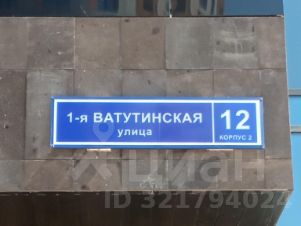 1-я ВАТУТИНСКАЯ
улица
12
КОРПУС 2
циан
ID 321794024